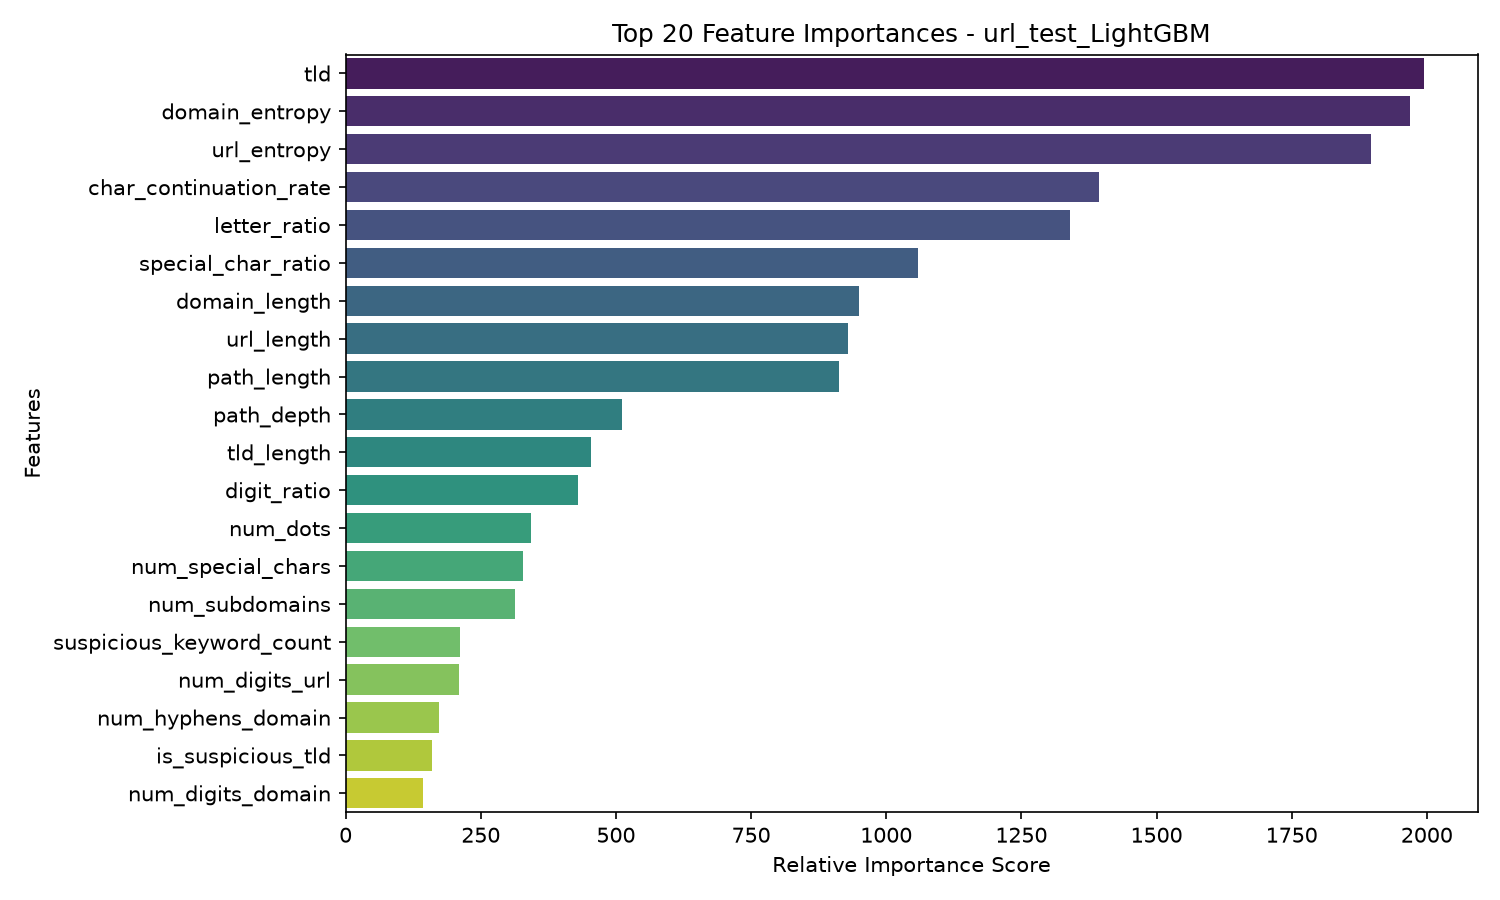 Top 20 Feature Importances - url_test_LightGBM
Features
tld
domain_entropy
url_entropy
char_continuation_rate
letter_ratio
special_char_ratio
domain_length
url_length
path_length
path_depth
tld_length
digit_ratio
num_dots
num_special_chars
num_subdomains
suspicious_keyword_count
num_digits_url
num_hyphens_domain
is_suspicious_tld
num_digits_domain
0 250 500 750 1000 1250 1500 1750 2000
Relative Importance Score